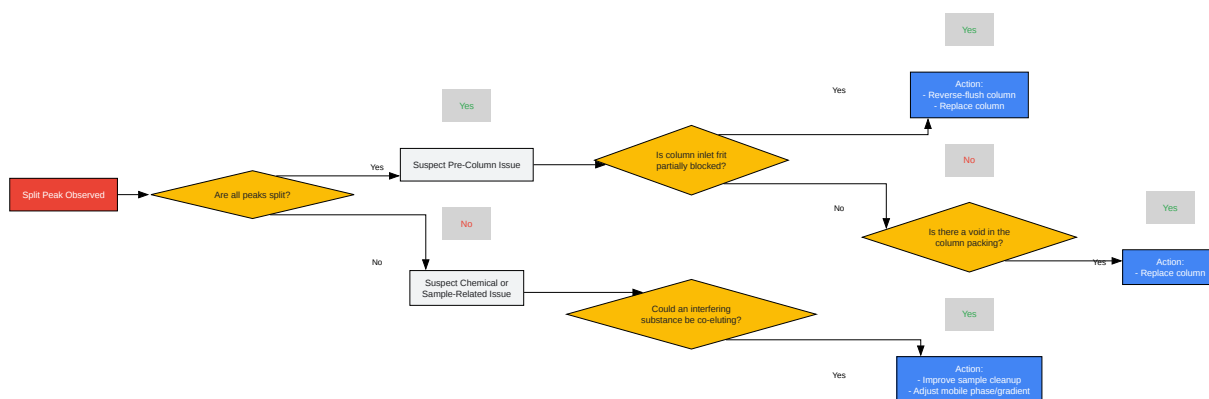 Split Peak Observed
Are all peaks split?
Yes
Yes
Suspect Pre-Column Issue
No
No
Suspect Chemical or
Sample-Related Issue
Is column inlet frit
partially blocked?
Yes
Yes
Action:
- Reverse-flush column
- Replace column
No
No
Is there a void in the
column packing?
Yes
Yes
Action:
- Replace column
Could an interfering
substance be co-eluting?
Yes
Yes
Action:
- Improve sample cleanup
- Adjust mobile phase/gradient